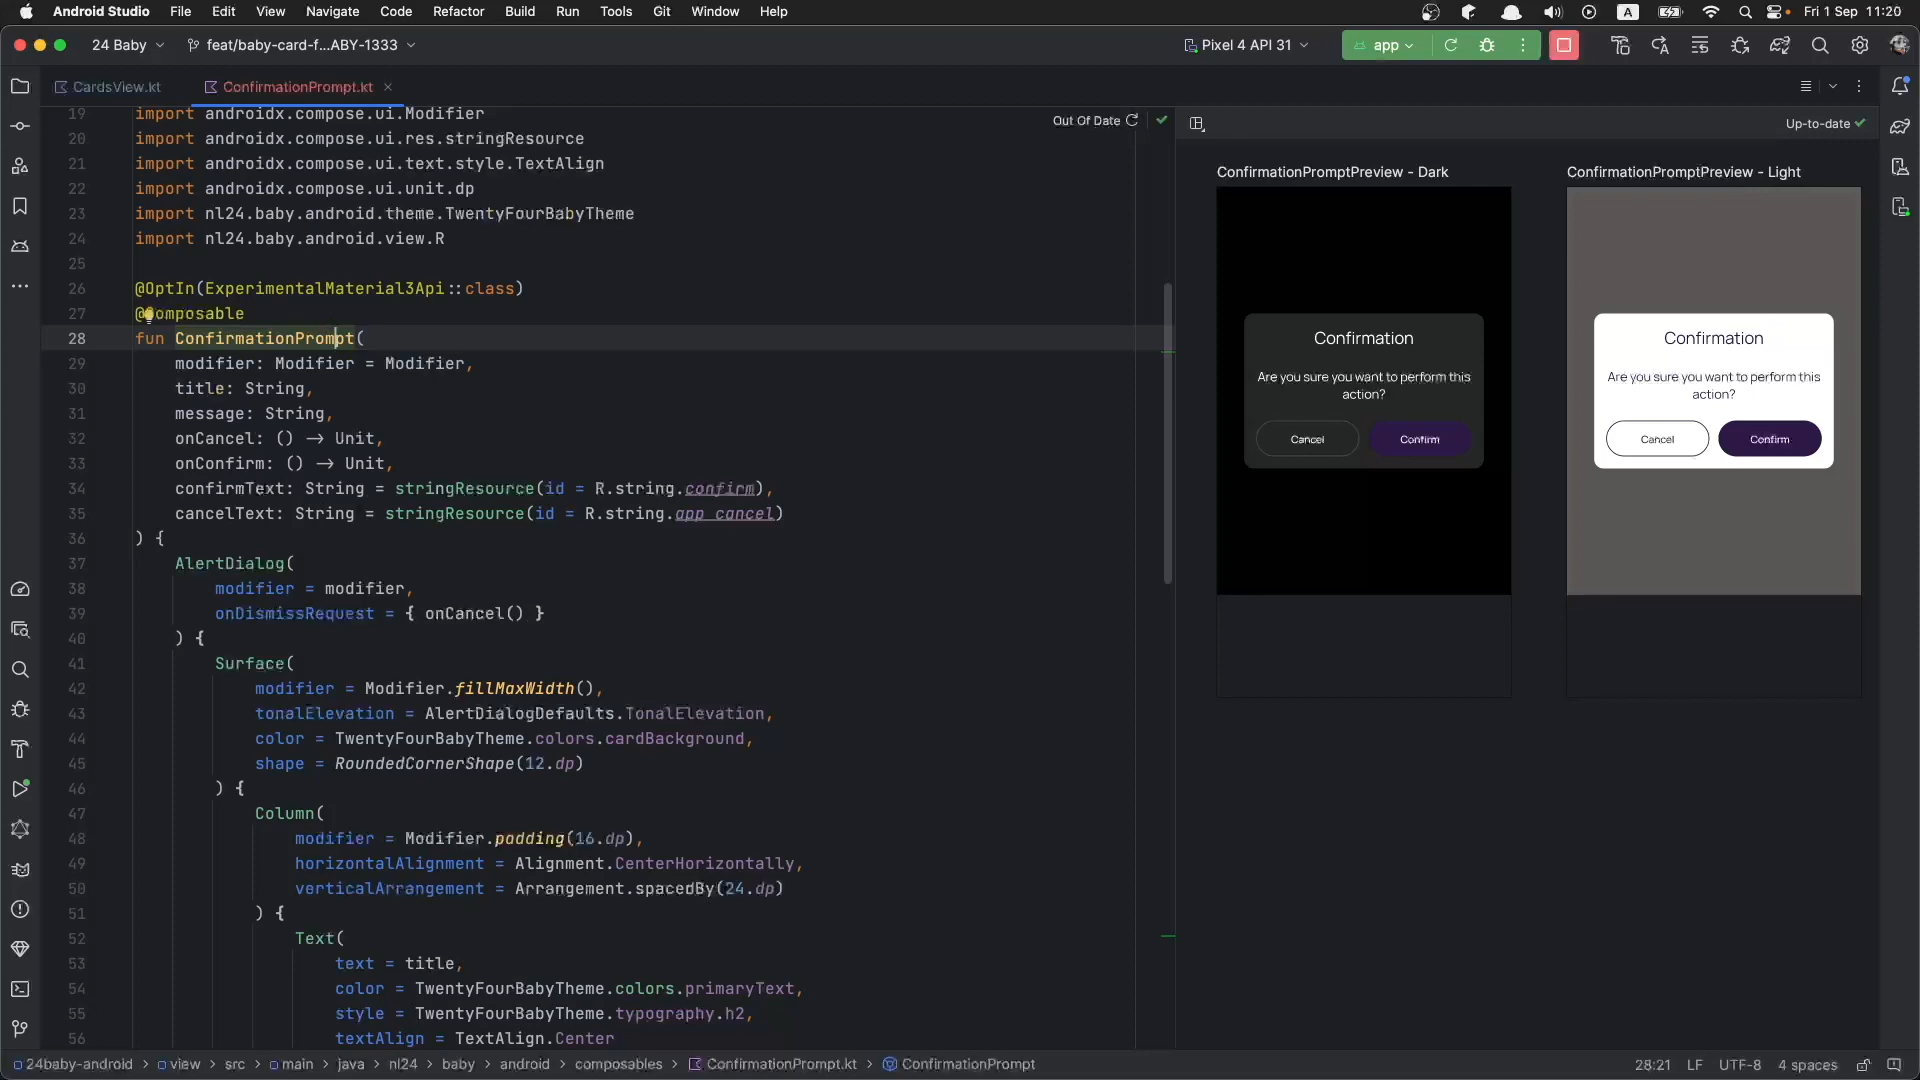 Android Studio File Edit View Navigate Code Refactor Build Run Tools Git Window Help A Fri 1 Sep 11:20
24 Baby feat/baby-card-f...ABY-1333 Pixel 4 API 31 app
CardsView.kt ConfirmationPrompt.kt
19 import androidx.compose.ui.Modifier
Out Of Date
Up-to-date
20 import androidx.compose.ui.res.stringResource
21 import androidx.compose.ui.text.style.TextAlign
22 import androidx.compose.ui.unit.dp
23 import nl24.baby.android.theme.TwentyFourBabyTheme
24 import nl24.baby.android.view.R
25
26 @OptIn(ExperimentalMaterial3Api::class)
27 @Composable
28 fun ConfirmationPrompt(
29 modifier: Modifier = Modifier,
30 title: String,
31 message: String,
32 onCancel: () -> Unit,
33 onConfirm: () -> Unit,
34 confirmText: String = stringResource(id = R.string.confirm),
35 cancelText: String = stringResource(id = R.string.app_cancel)
36 ) {
37 AlertDialog(
38 modifier = modifier,
39 onDismissRequest = { onCancel() }
40 ) {
41 Surface(
42 modifier = Modifier.fillMaxWidth(),
43 tonalElevation = AlertDialogDefaults.TonalElevation,
44 color = TwentyFourBabyTheme.colors.cardBackground,
45 shape = RoundedCornerShape(12.dp)
46 ) {
47 Column(
48 modifier = Modifier.padding(16.dp),
49 horizontalAlignment = Alignment.CenterHorizontally,
50 verticalArrangement = Arrangement.spacedBy(24.dp)
51 ) {
52 Text(
53 text = title,
54 color = TwentyFourBabyTheme.colors.primaryText,
55 style = TwentyFourBabyTheme.typography.h2,
56 textAlign = TextAlign.Center
ConfirmationPromptPreview - Dark
Confirmation
Are you sure you want to perform this
action?
Cancel Confirm
ConfirmationPromptPreview - Light
Confirmation
Are you sure you want to perform this
action?
Cancel Confirm
24baby-android > view > src > main > java > nl24 > baby > android > composables > ConfirmationPrompt.kt > ConfirmationPrompt 28:21 LF UTF-8 4 spaces